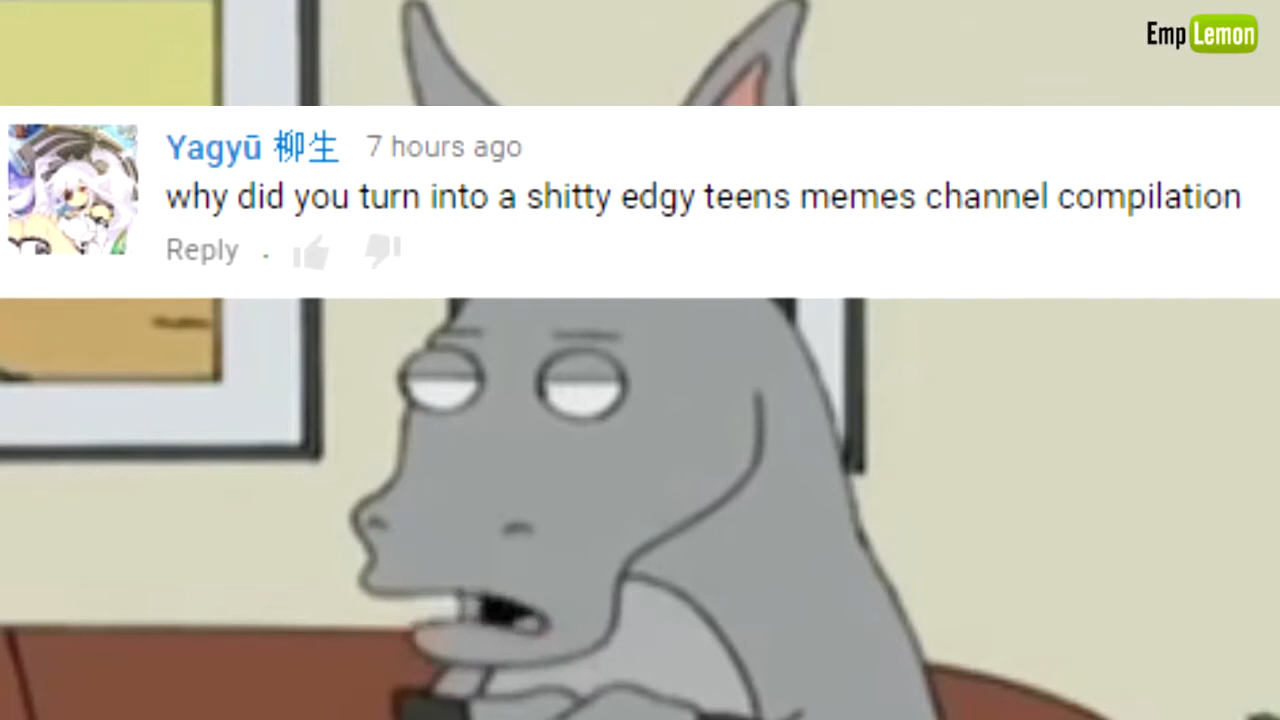 Emp Lemon
Yagyū 柳生 7 hours ago
why did you turn into a shitty edgy teens memes channel compilation
Reply .